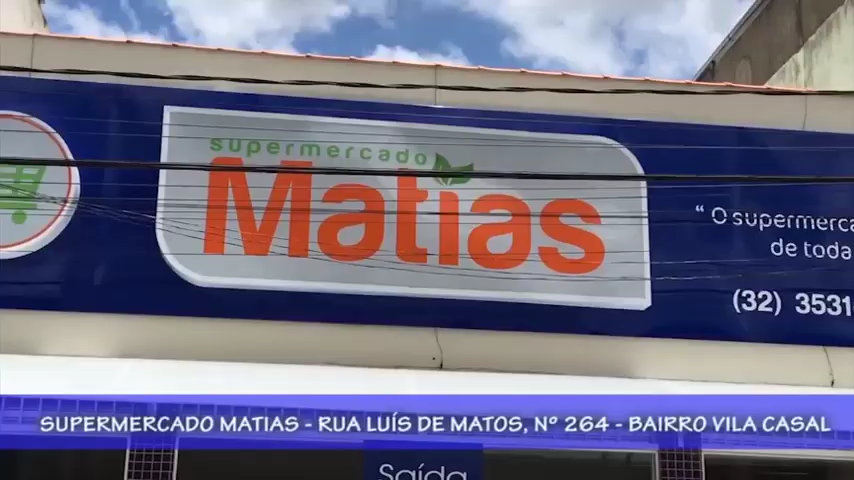 supermercado
Matias
“ O supermerca
de toda
(32) 3531
SUPERMERCADO MATIAS - RUA LUÍS DE MATOS, Nº 264 - BAIRRO VILA CASAL
Saída